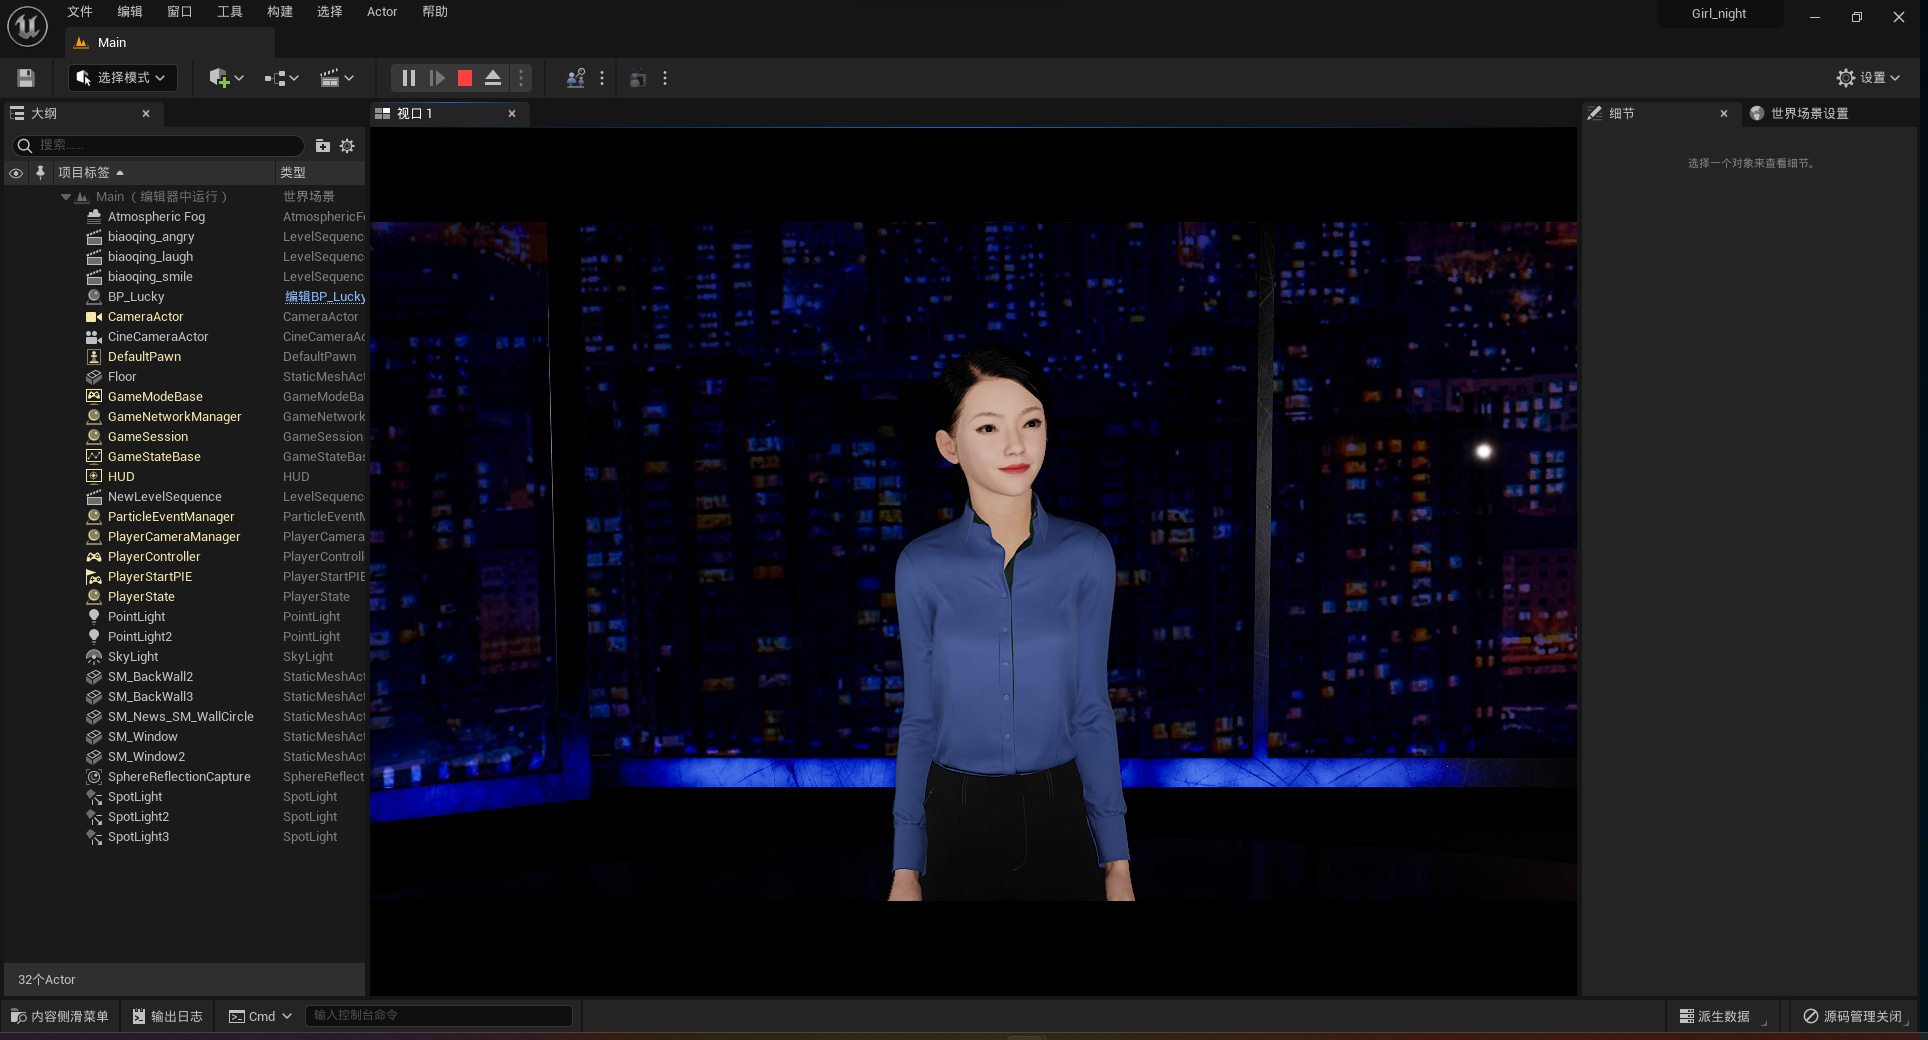 文件 编辑 窗口 工具 构建 选择 Actor 帮助 Girl_night
Main
选择模式 设置
大纲 视口 1 细节 世界场景设置
搜索......
选择一个对象来查看细节。
项目标签 类型
Main （编辑器中运行） 世界场景
Atmospheric Fog AtmosphericF
biaoqing_angry LevelSequenc
biaoqing_laugh LevelSequenc
biaoqing_smile LevelSequenc
BP_Lucky 编辑BP_Lucky
CameraActor CameraActor
CineCameraActor CineCameraAc
DefaultPawn DefaultPawn
Floor StaticMeshAct
GameModeBase GameModeBa
GameNetworkManager GameNetwork
GameSession GameSession
GameStateBase GameStateBas
HUD HUD
NewLevelSequence LevelSequenc
ParticleEventManager ParticleEventM
PlayerCameraManager PlayerCamera
PlayerController PlayerControll
PlayerStartPIE PlayerStartPIE
PlayerState PlayerState
PointLight PointLight
PointLight2 PointLight
SkyLight SkyLight
SM_BackWall2 StaticMeshAct
SM_BackWall3 StaticMeshAct
SM_News_SM_WallCircle StaticMeshAct
SM_Window StaticMeshAct
SM_Window2 StaticMeshAct
SphereReflectionCapture SphereReflect
SpotLight SpotLight
SpotLight2 SpotLight
SpotLight3 SpotLight
32个Actor
内容侧滑菜单 输出日志 Cmd 输入控制台命令 派生数据 源码管理关闭